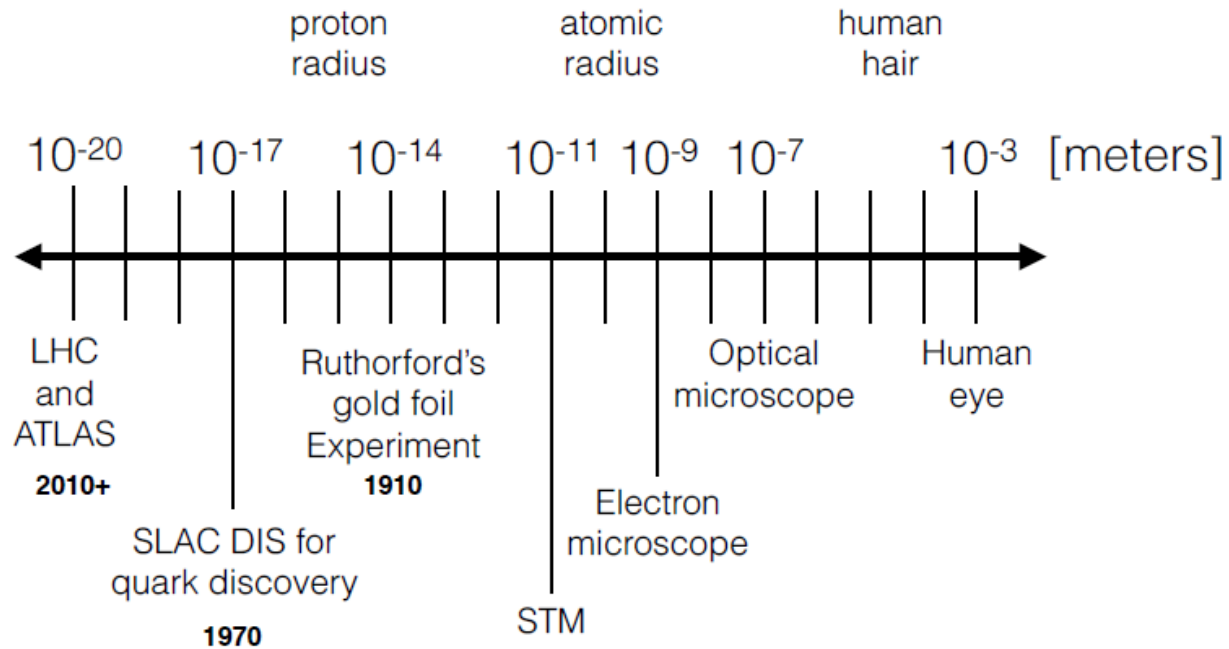 proton
radius
atomic
radius
human
hair
10⁻²⁰ 10⁻¹⁷ 10⁻¹⁴ 10⁻¹¹ 10⁻⁹ 10⁻⁷ 10⁻³ [meters]
LHC
and
ATLAS
2010+
SLAC DIS for
quark discovery
1970
Ruthorford's
gold foil
Experiment
1910
STM
Electron
microscope
Optical
microscope
Human
eye